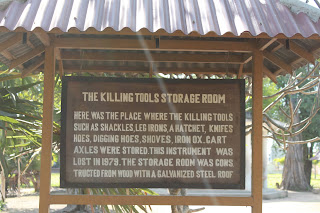 THE KILLING TOOLS STORAGE ROOM
HERE WAS THE PLACE WHERE THE KILLING TOOLS
SUCH AS SHACKLES, LEG IRONS, A HATCHET, KNIFES
HOES, DIGGING HOES, SHOVES, IRON OX, CART
AXLES WERE STORED. THIS INSTRUMENT WAS
LOST IN 1979. THE STORAGE ROOM WAS CONS
TRUCTED FROM WOOD WITH A GALVANIZED STEEL ROOF